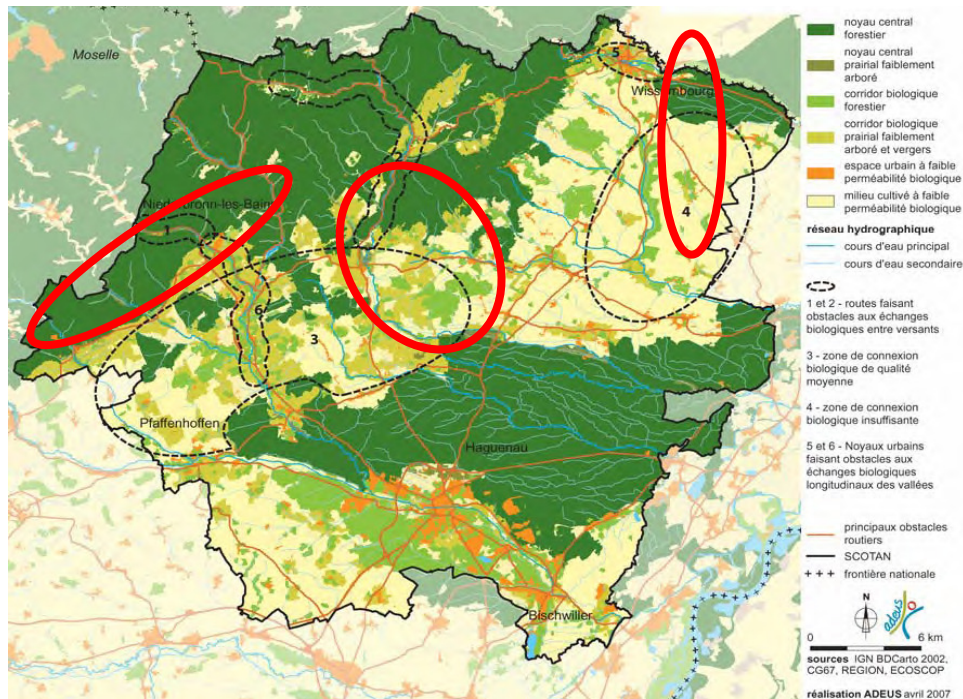 Moselle
Wissembourg
Niederbronn-les-Bains
1
5
4
6
3
Pfaffenhoffen
Haguenau
Bischwiller
noyau central
forestier
noyau central
prairial faiblement
arboré
corridor biologique
forestier
corridor biologique
prairial faiblement
arboré et vergers
espace urbain à faible
perméabilité biologique
milieu cultivé à faible
perméabilité biologique
réseau hydrographique
cours d'eau principal
cours d'eau secondaire
1 et 2 - routes faisant
obstacles aux échanges
biologiques entre versants
3 - zone de connexion
biologique de qualité
moyenne
4 - zone de connexion
biologique insuffisante
5 et 6 - Noyaux urbains
faisant obstacles aux
échanges biologiques
longitudinaux des vallées
principaux obstacles
routiers
SCOTAN
frontière nationale
N
adeus
0 6 km
sources IGN BDCarto 2002,
CG67, REGION, ECOSCOP
réalisation ADEUS avril 2007